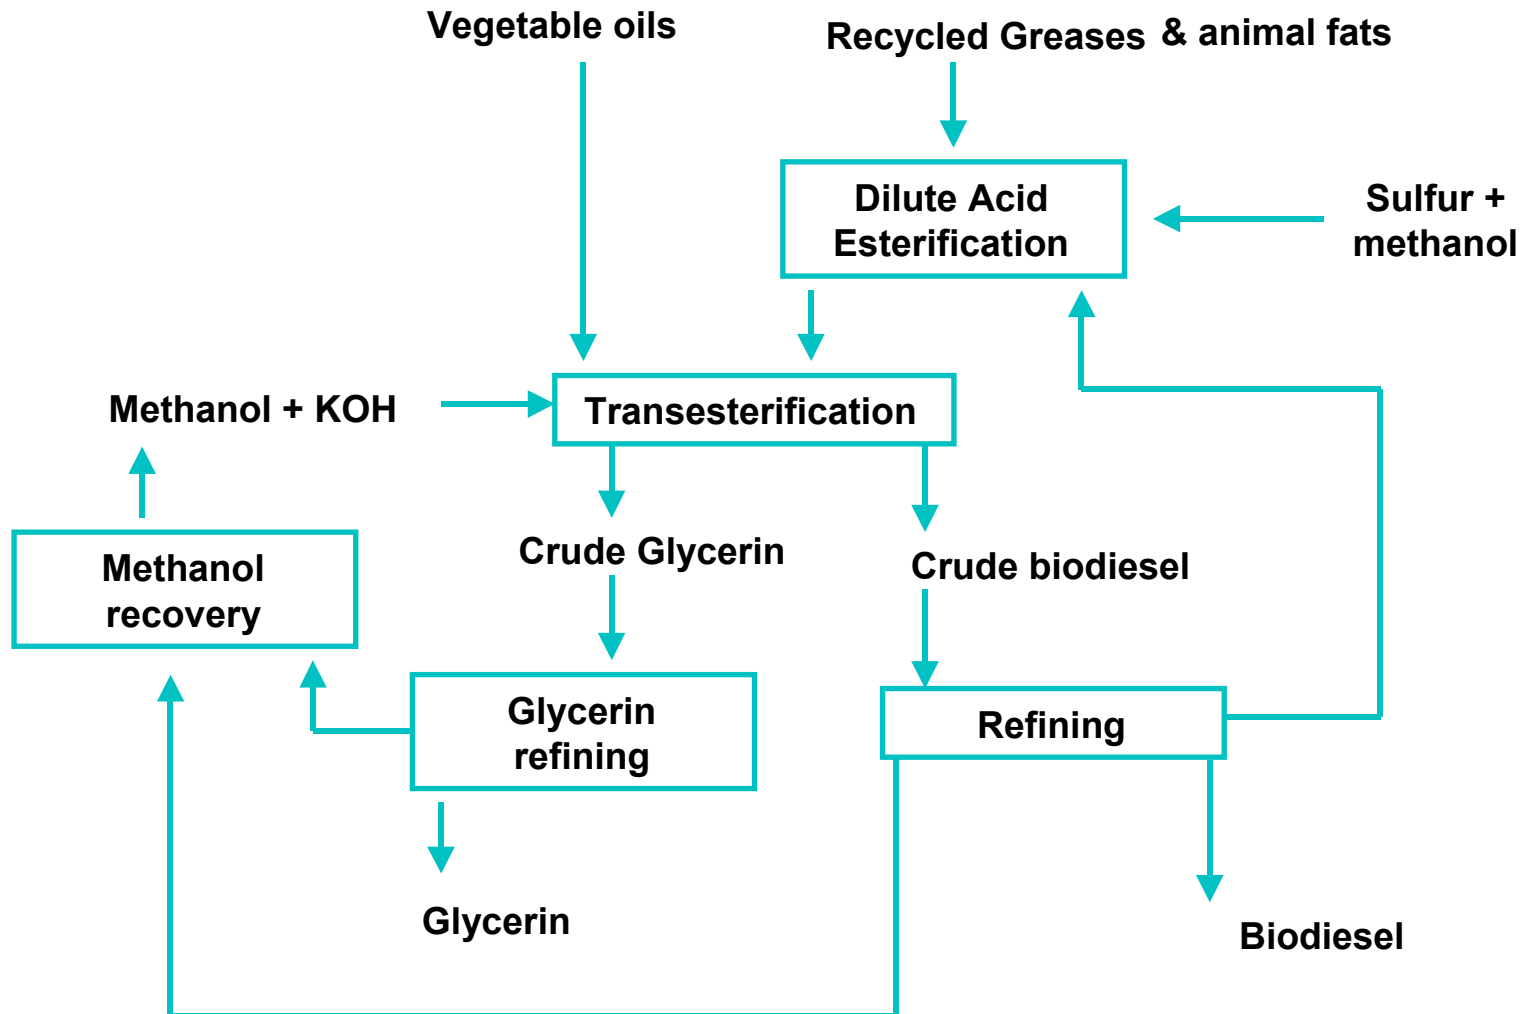 Vegetable oils
Recycled Greases & animal fats
Dilute Acid
Esterification
Sulfur +
methanol
Methanol + KOH
Transesterification
Methanol
recovery
Crude Glycerin
Crude biodiesel
Glycerin
refining
Refining
Glycerin
Biodiesel